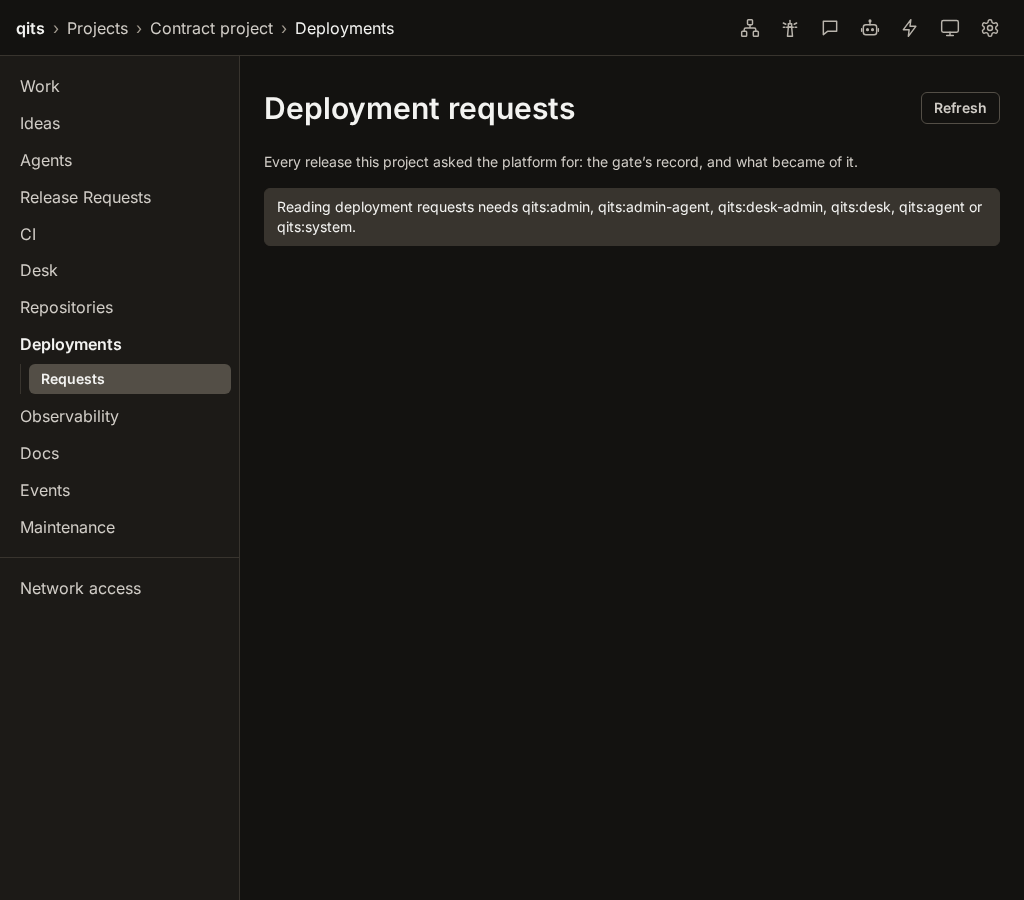 qits › Projects › Contract project › Deployments
Work
Ideas
Agents
Release Requests
CI
Desk
Repositories
Deployments
Requests
Observability
Docs
Events
Maintenance
Network access
Deployment requests
Refresh
Every release this project asked the platform for: the gate’s record, and what became of it.
Reading deployment requests needs qits:admin, qits:admin-agent, qits:desk-admin, qits:desk, qits:agent or
qits:system.